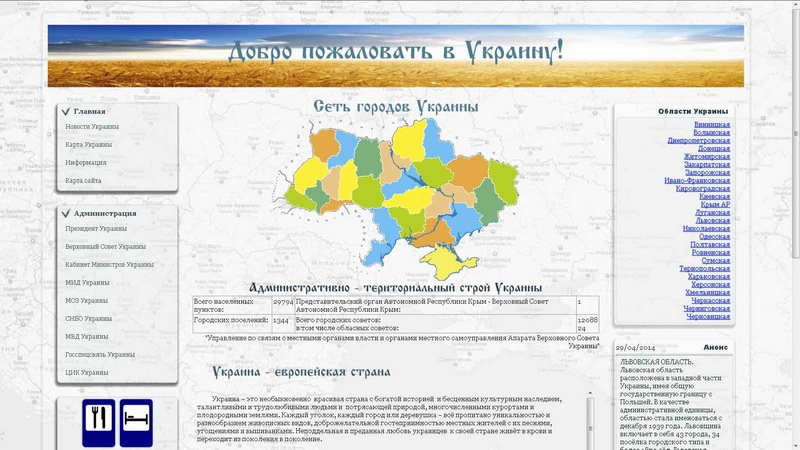 Добро пожаловать в Украину!
Главная
Новости Украины
Карта Украины
Информация
Карта сайта
Администрация
Президент Украины
Верховный Совет Украины
Кабинет Министров Украины
МИД Украины
МОЗ Украины
СНБО Украины
МВД Украины
Госспецсвязь Украины
ЦИК Украины
Сеть городов Украины
Административно - територіальный строй Украины
Всего населённых пунктов:
29794
Представительский орган Автономной Республики Крым - Верховный Совет
Автономной Республики Крым:
1
Городских поселений:
1344
Всего городских советов:
в том числе областных советов:
12088
24
"Управление по связям с местными органами власти и органами местного самоуправления Апарата Верховного Совета
Украины"
Украина - европейская страна
Украина – это необыкновенно красивая страна с богатой историей и бесценным культурным наследием,
талантливыми и трудолюбивыми людьми и потрясающей природой, многочисленными курортами и
плодородными землями. Каждый уголок, каждый город или деревушка – всё пропитано уникальностью и
разнообразием живописных видов, доброжелательной гостеприимностью местных жителей с их песнями,
угощениями и вышиванками. Неподдельная и преданная любовь украинцев к своей стране живёт в крови и
переходит из поколения в поколение.
Области Украины
Винницкая
Волынская
Днепропетровская
Донецкая
Житомирская
Закарпатская
Запорожская
Ивано-Франковская
Кировоградская
Киевская
Крым АР
Луганская
Львовская
Николаевская
Одесская
Полтавская
Ровненская
Сумская
Тернопольская
Харьковская
Херсонская
Хмельницкая
Черкасская
Черниговская
Черновицкая
29/04/2014 Анонс
ЛЬВОВСКАЯ ОБЛАСТЬ.
Львовская область
расположена в западной части
Украины, имея общую
государственную границу с
Польшей. В качестве
административной единицы,
областью стала именоваться с
декабря 1939 года. Львовщина
включает в себя 43 города, 34
посёлка городского типа и